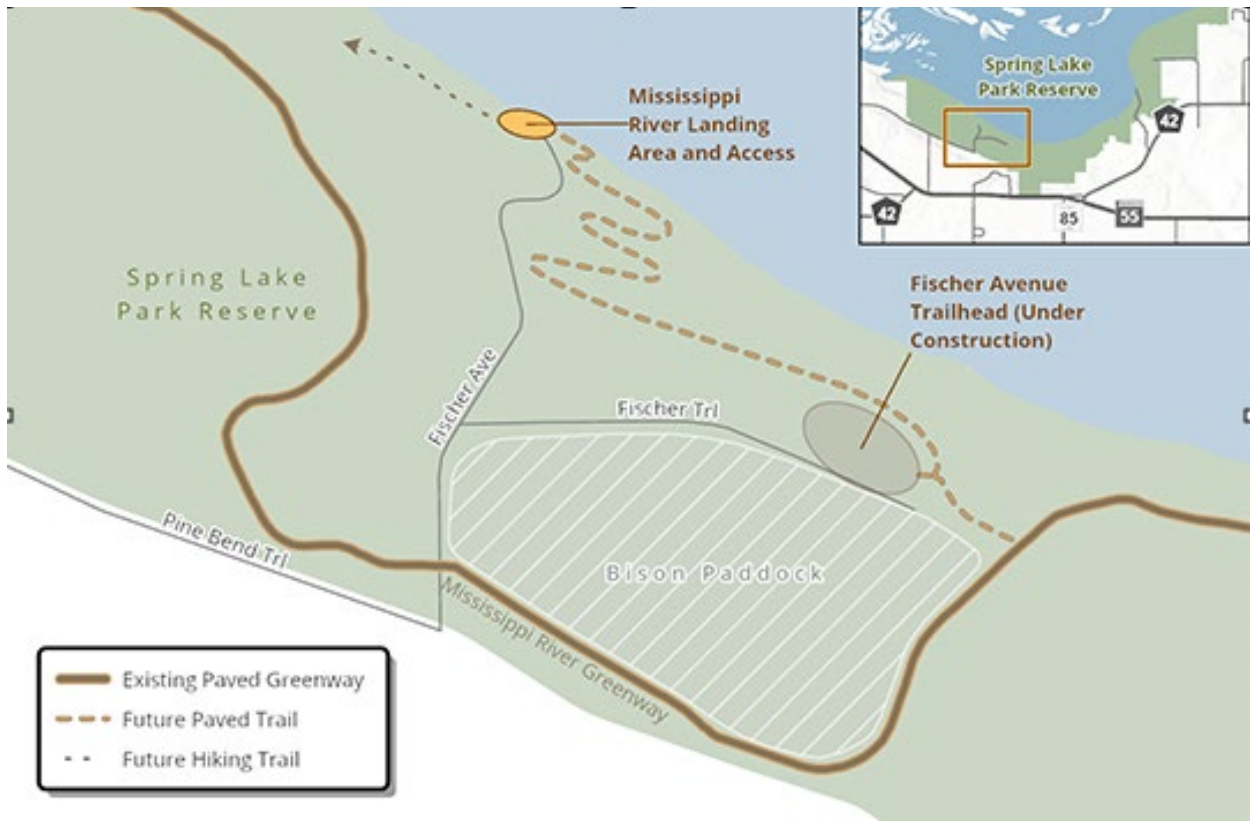 Mississippi
River Landing
Area and Access
Spring Lake
Park Reserve
42
42
85
55
Spring Lake
Park Reserve
Fischer Avenue
Trailhead (Under
Construction)
Fischer Ave
Fischer Trl
Pine Bend Trl
Bison Paddock
Mississippi River Greenway
Existing Paved Greenway
Future Paved Trail
Future Hiking Trail